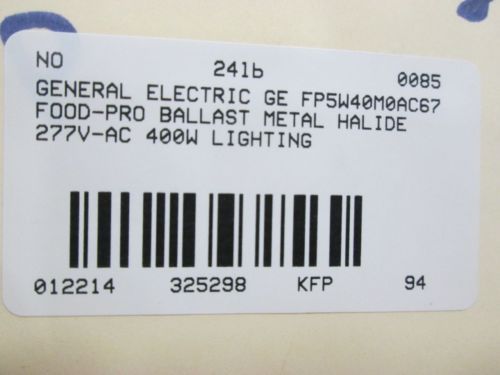 NO 241b 0085
GENERAL ELECTRIC GE FP5W40M0AC67
FOOD-PRO BALLAST METAL HALIDE
277V-AC 400W LIGHTING
012214 325298 KFP 94